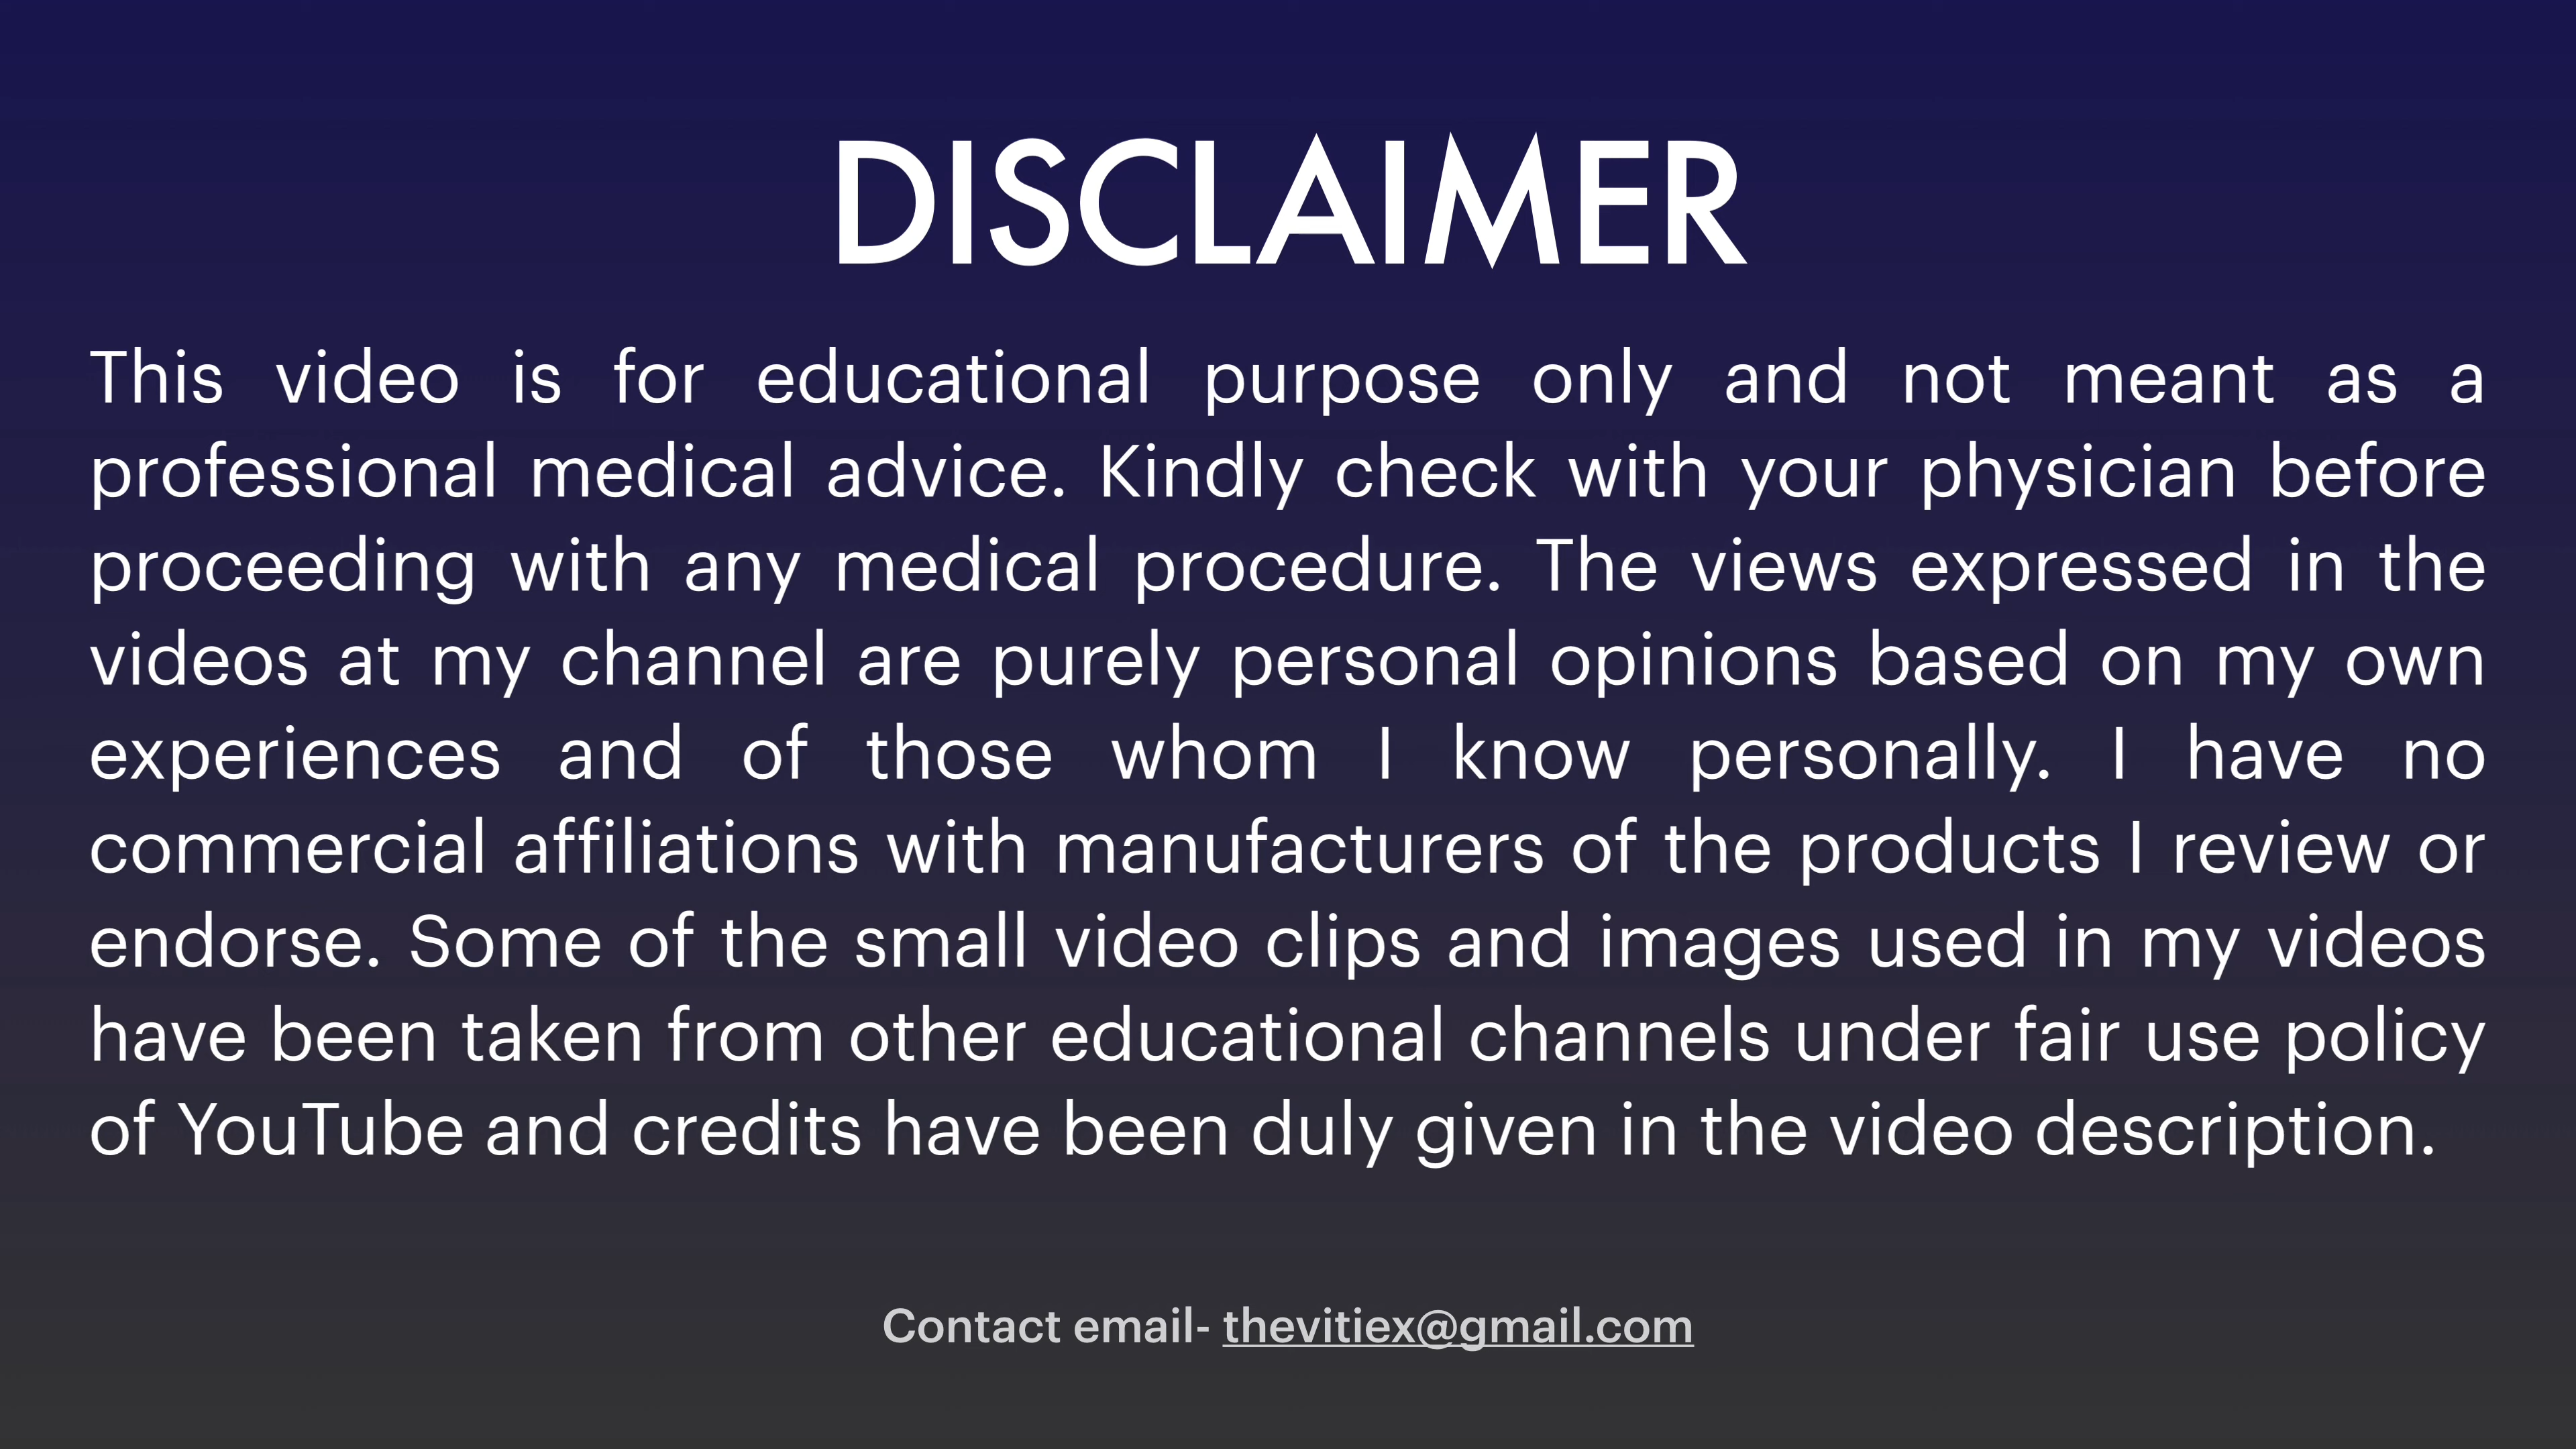 DISCLAIMER
This video is for educational purpose only and not meant as a
professional medical advice. Kindly check with your physician before
proceeding with any medical procedure. The views expressed in the
videos at my channel are purely personal opinions based on my own
experiences and of those whom I know personally. I have no
commercial affiliations with manufacturers of the products I review or
endorse. Some of the small video clips and images used in my videos
have been taken from other educational channels under fair use policy
of YouTube and credits have been duly given in the video description.
Contact email- thevitiex@gmail.com